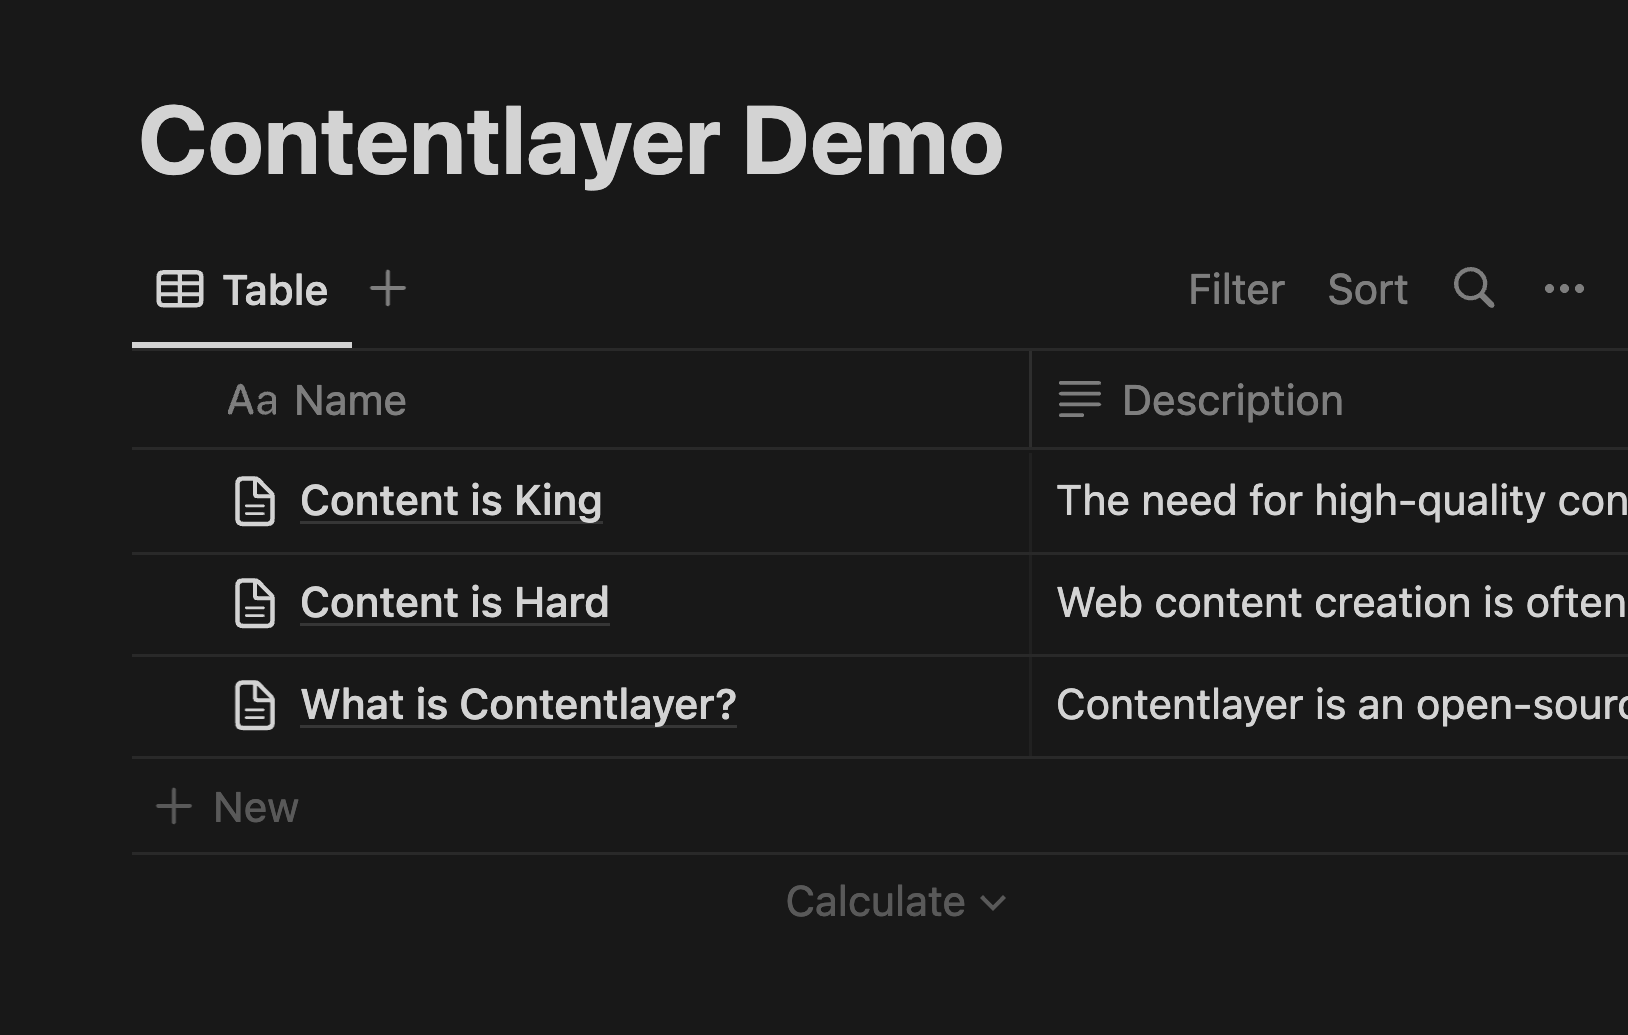 Contentlayer Demo
Table
Filter Sort
Aa Name Description
Content is King The need for high-quality con
Content is Hard Web content creation is often
What is Contentlayer? Contentlayer is an open-sourc
New
Calculate